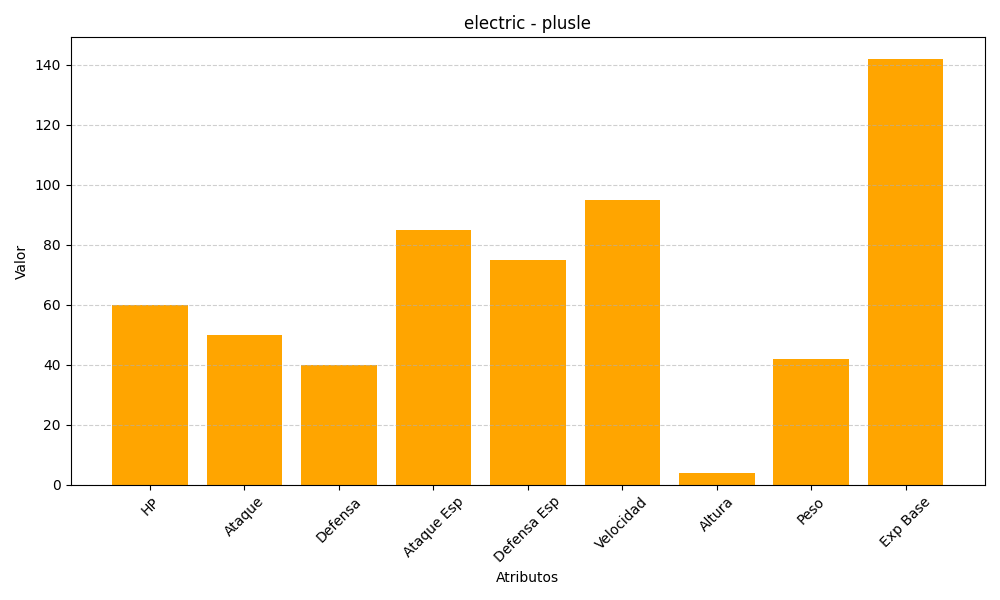 electric - plusle
Valor
140
120
100
80
60
40
20
0
HP
Ataque
Defensa
Ataque Esp
Defensa Esp
Velocidad
Altura
Peso
Exp Base
Atributos